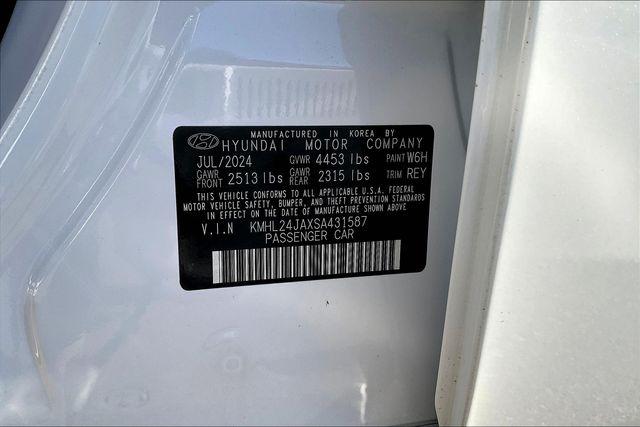 MANUFACTURED IN KOREA BY
HYUNDAI MOTOR COMPANY
JUL/2024 GVWR 4453 lbs PAINT W6H
GAWR FRONT 2513 lbs GAWR REAR 2315 lbs TRIM REY
THIS VEHICLE CONFORMS TO ALL APPLICABLE U.S.A. FEDERAL
MOTOR VEHICLE SAFETY, BUMPER, AND THEFT PREVENTION STANDARDS
IN EFFECT ON THE DATE OF MANUFACTURE SHOWN ABOVE
V.I.N KMHL24JAXSA431587
PASSENGER CAR